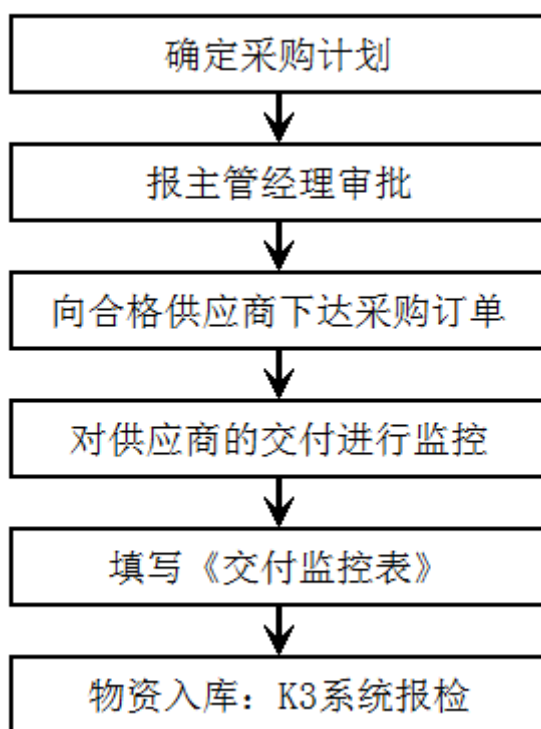 确定采购计划
报主管经理审批
向合格供应商下达采购订单
对供应商的交付进行监控
填写《交付监控表》
物资入库：K3系统报检